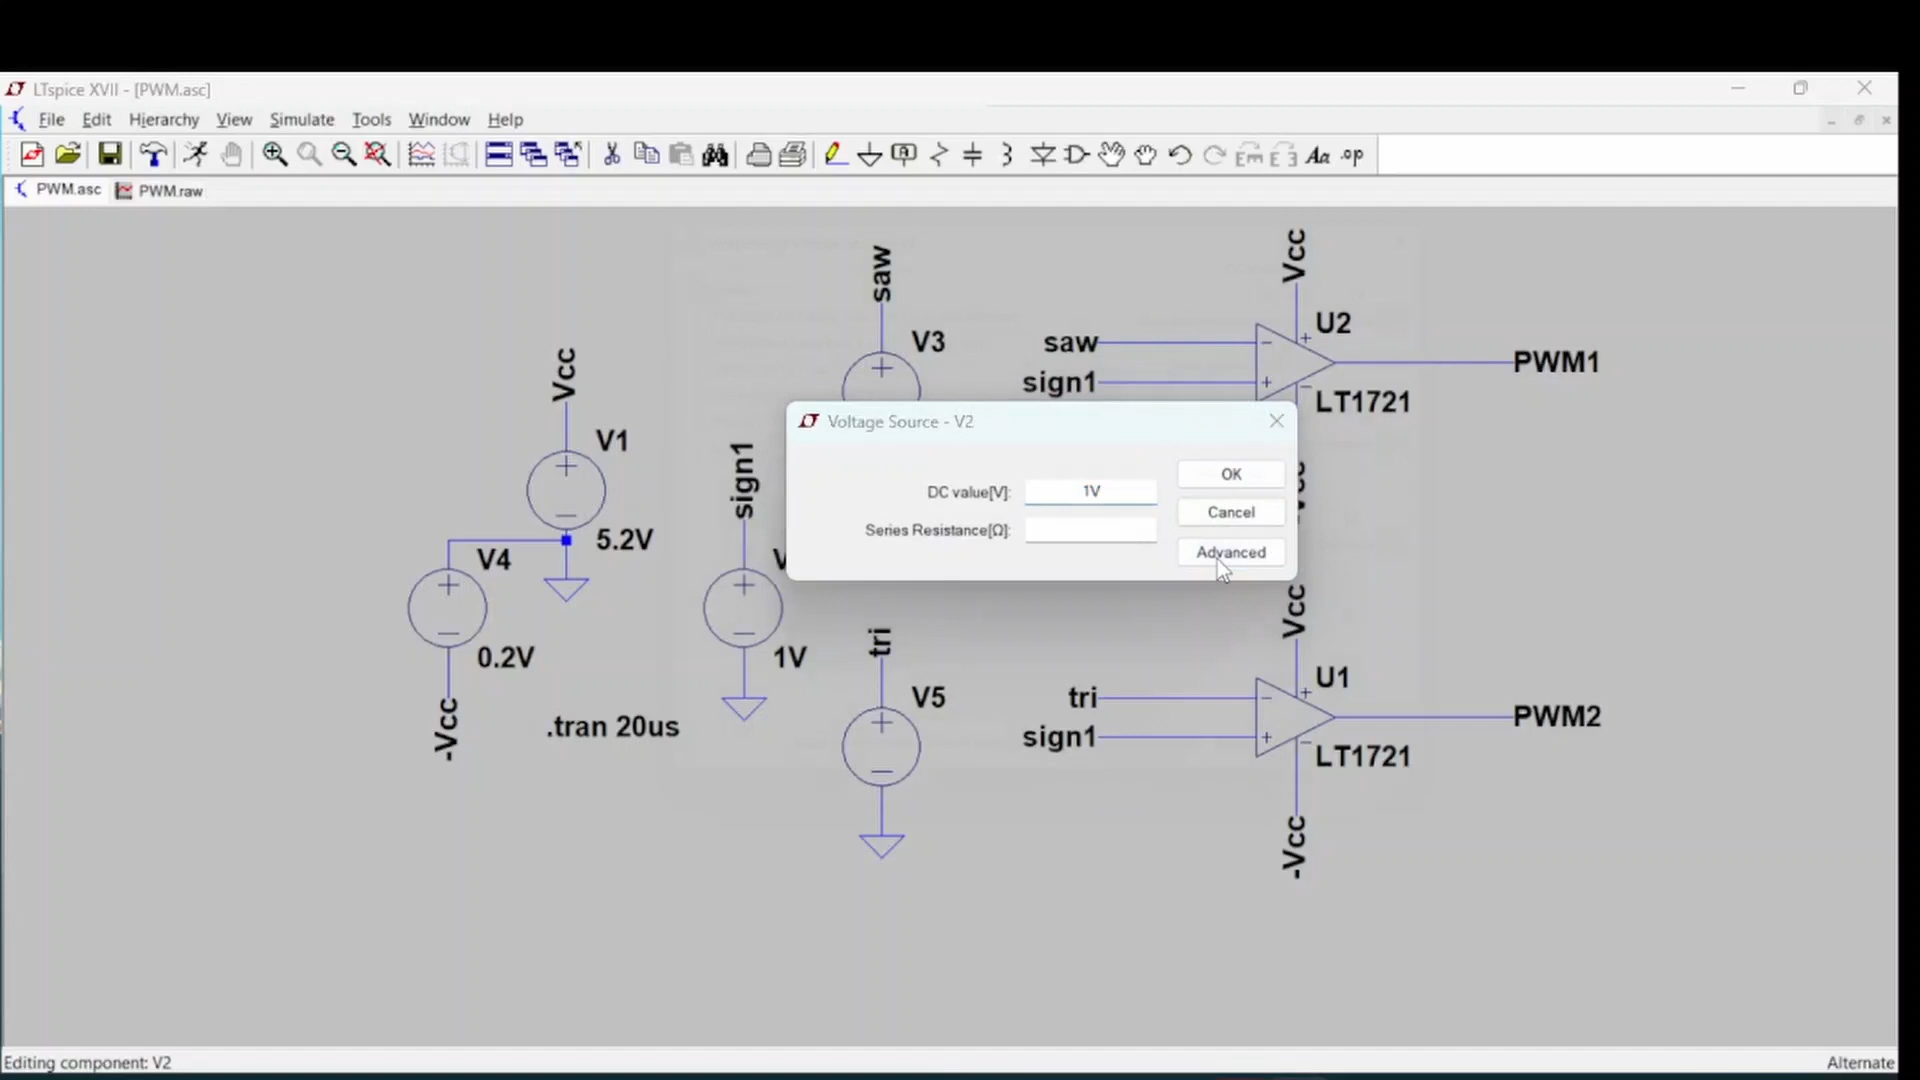 LTspice XVII - [PWM.asc]
File Edit Hierarchy View Simulate Tools Window Help
Aa .op
PWM.asc PWM.raw
saw
Vcc
V3
U2
saw
sign1
PWM1
LT1721
Vcc
V1
5.2V
V4
0.2V
-Vcc
.tran 20us
sign1
1V
Voltage Source - V2
DC value[V]: 1V
Series Resistance[Ω]:
OK
Cancel
Advanced
tri
V5
Vcc
U1
tri
sign1
PWM2
LT1721
-Vcc
Editing component: V2
Alternate